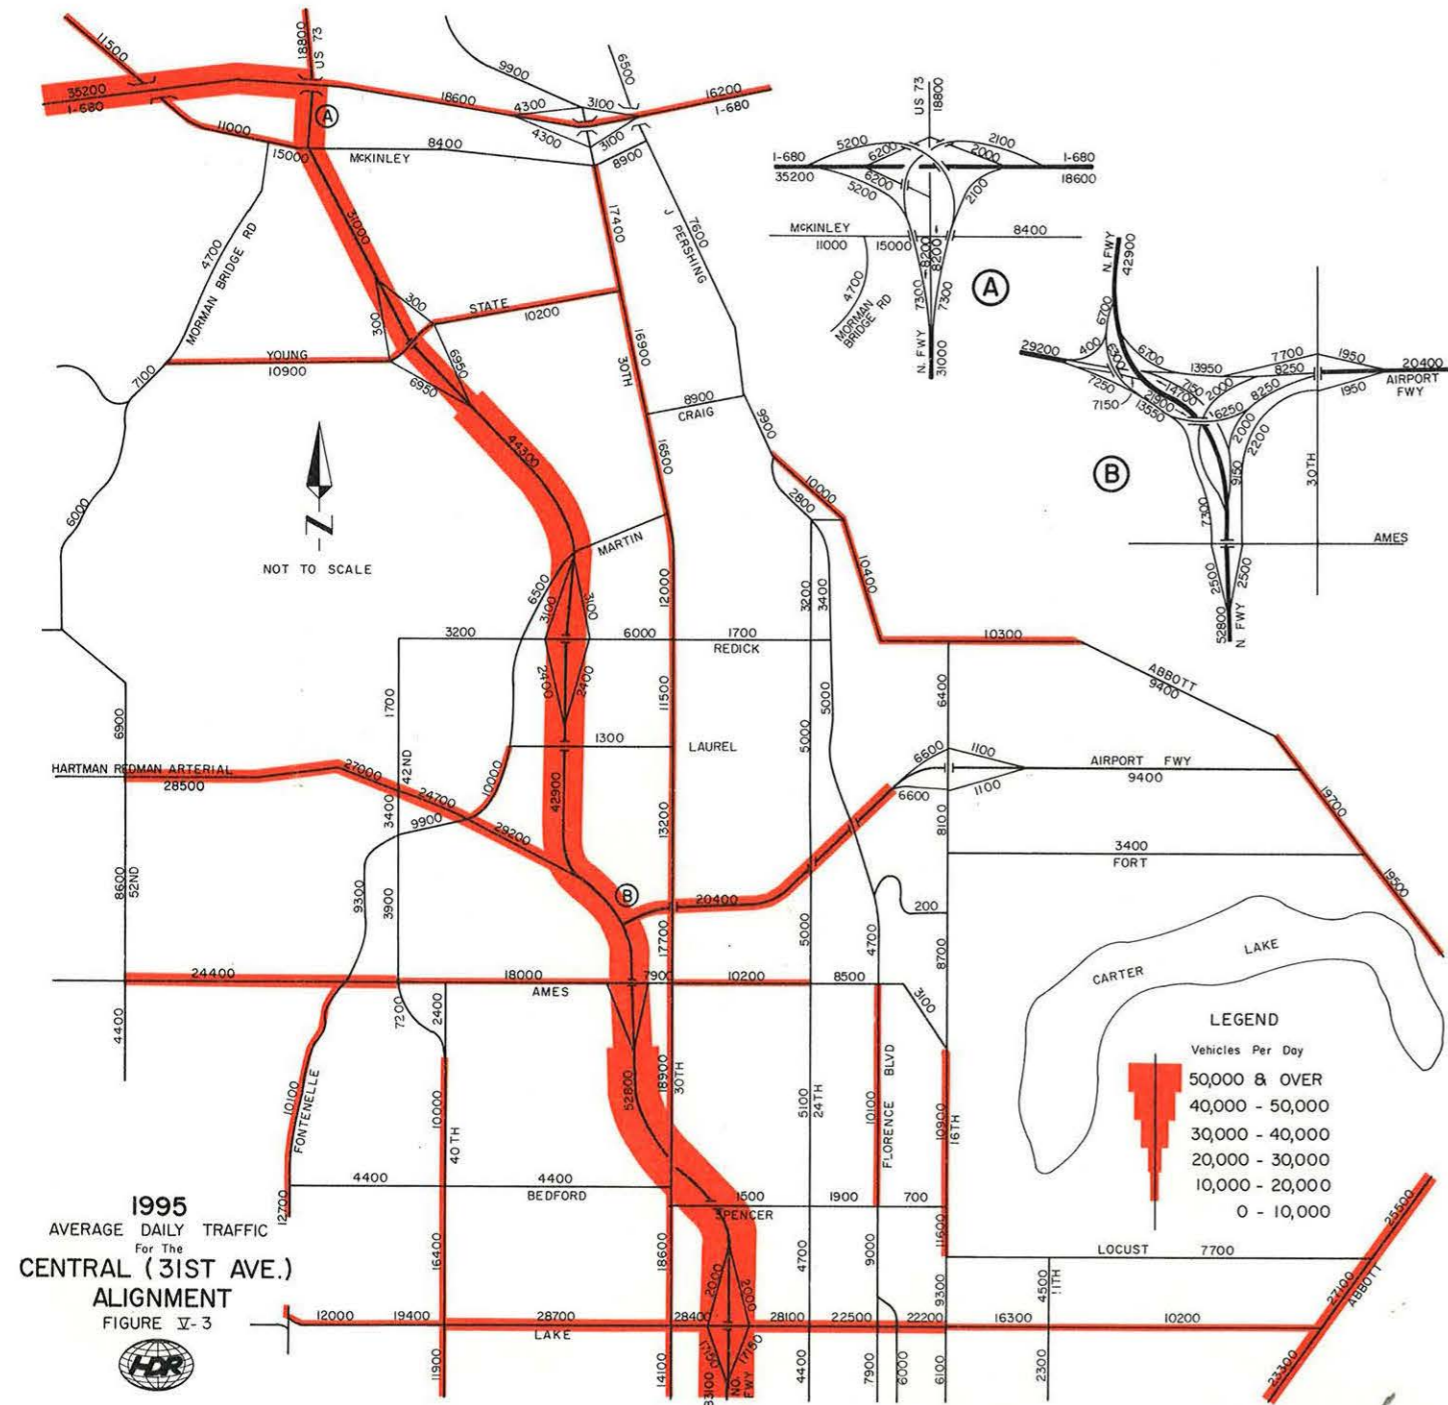 11500
18800
US 73
9900
6500
35200
I-680
18600
4300
3100
16200
I-680
A
11000
15000
McKINLEY
8400
4300
3100
8900
31000
17400
J PERSHING
7600
4700
MORMAN BRIDGE RD
300
STATE
10200
300
YOUNG
10900
6950
6950
16900
30TH
7100
8900
CRAIG
9900
44300
16500
10000
2800
6000
N
NOT TO SCALE
MARTIN
10400
6500
3100
3100
12000
3200
3400
3200
6000
1700
REDICK
10300
ABBOTT
9400
2400
2400
1700
11500
5000
6400
6900
1300
LAUREL
5000
HARTMAN REDMAN ARTERIAL
28500
27000
42ND
24700
10000
42900
6600
1100
AIRPORT FWY
9400
6600
1100
3400
9900
29200
13200
8100
19700
3400
FORT
19500
8600
52ND
9300
3900
B
20400
200
17700
5000
4700
8700
CARTER LAKE
24400
18000
AMES
7900
10200
8500
3100
4400
7200
2400
52800
18900
30TH
10100
FONTENELLE
10000
40TH
5100
24TH
10100
FLORENCE BLVD
10900
16TH
4400
4400
BEDFORD
1500
SPENCER
1900
700
12700
16400
18600
4700
9000
11600
LOCUST 7700
2000
2000
9300
4500
11TH
27100
ABBOTT
25500
12000
19400
28700
LAKE
28400
28100
22500
22200
16300
10200
11900
14100
17150
17150
NO. FWY
4400
7900
6000
6100
2300
23300
US 73
18800
5200
6200
2100
2000
I-680
35200
I-680
18600
6200
5200
2100
McKINLEY
11000
15000
8400
8200
8200
4700
MORMAN
BRIDGE RD
7300
7300
N. FWY
31000
A
N. FWY
42900
6700
29200
400
6300
6700
13950
7700
1950
20400
8250
AIRPORT
FWY
7250
7150
2000
8250
1950
14700
21900
7150
13550
16250
2000
2200
B
9150
30TH
7300
AMES
2500
2500
52800
N. FWY
LEGEND
Vehicles Per Day
50,000 & OVER
40,000 - 50,000
30,000 - 40,000
20,000 - 30,000
10,000 - 20,000
0 - 10,000
1995
AVERAGE DAILY TRAFFIC
For The
CENTRAL (31ST AVE.)
ALIGNMENT
FIGURE V-3
HDR